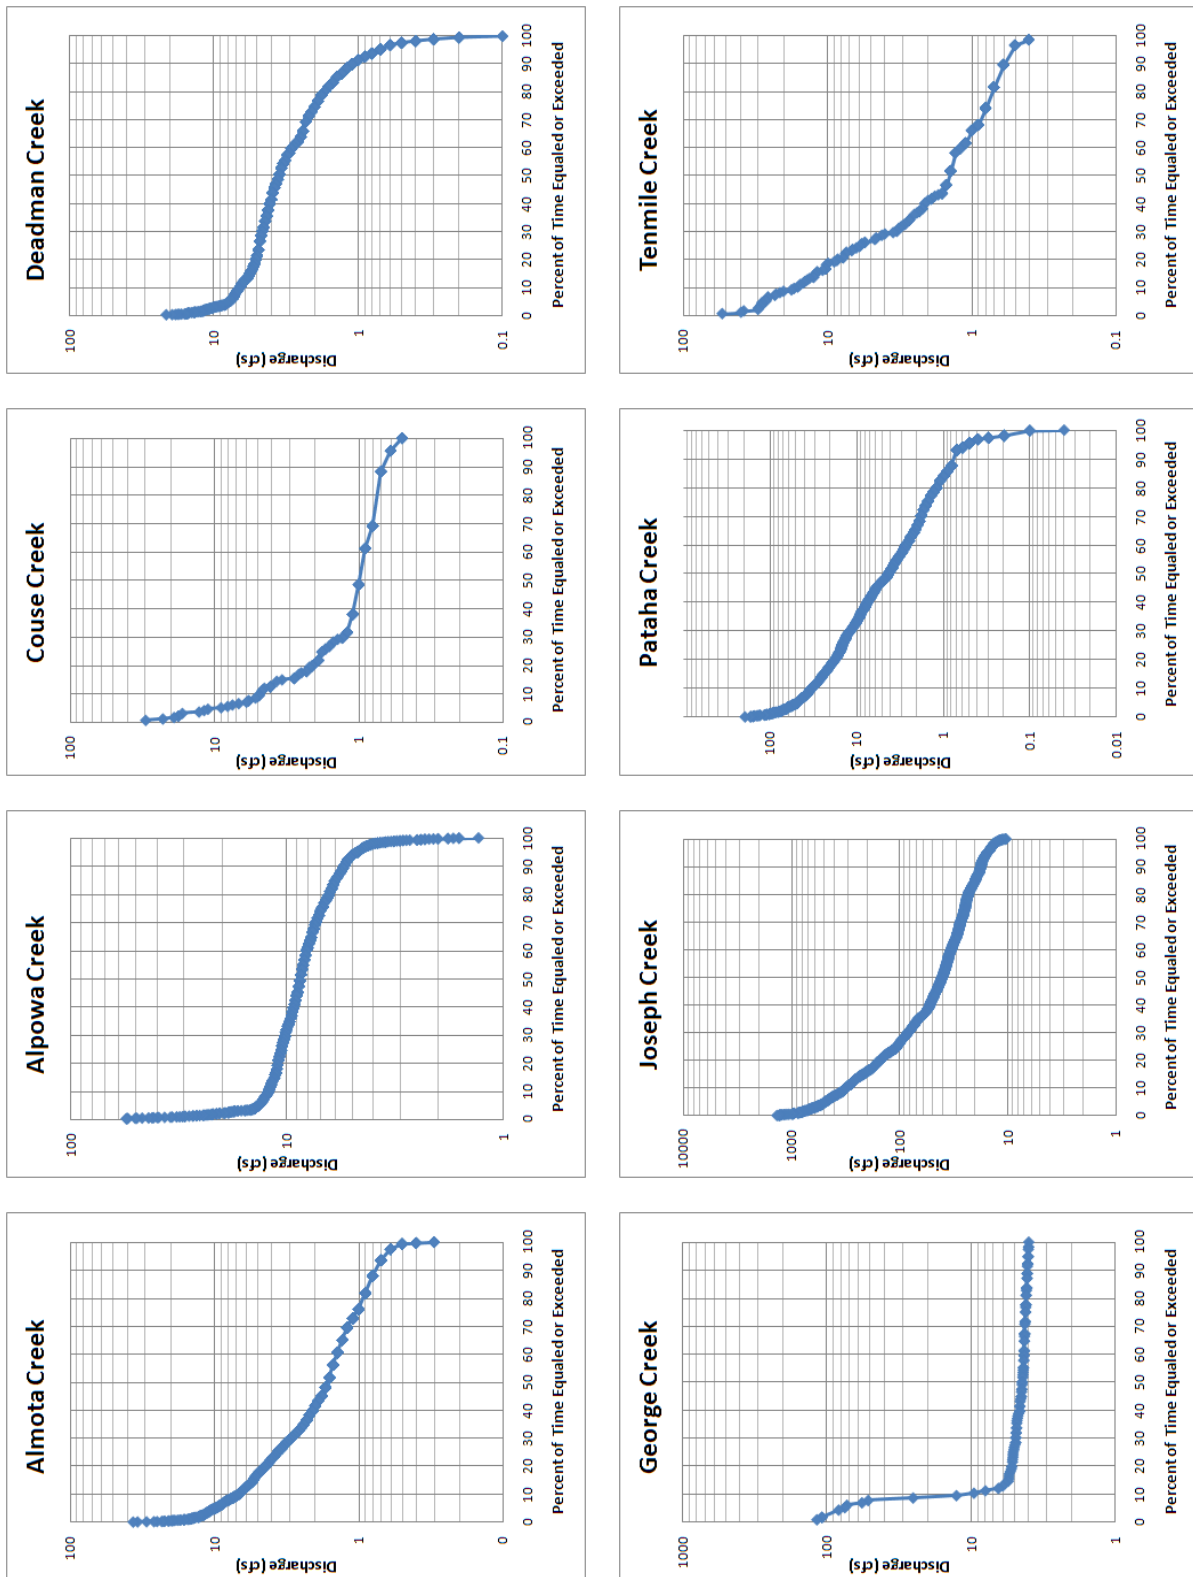 Almota Creek
100
10
1
0
Discharge (cfs)
0 10 20 30 40 50 60 70 80 90 100
Percent of Time Equaled or Exceeded
Alpowa Creek
100
10
1
Discharge (cfs)
0 10 20 30 40 50 60 70 80 90 100
Percent of Time Equaled or Exceeded
Couse Creek
100
10
1
0.1
Discharge (cfs)
0 10 20 30 40 50 60 70 80 90 100
Percent of Time Equaled or Exceeded
Deadman Creek
100
10
1
0.1
Discharge (cfs)
0 10 20 30 40 50 60 70 80 90 100
Percent of Time Equaled or Exceeded
George Creek
1000
100
10
1
Discharge (cfs)
0 10 20 30 40 50 60 70 80 90 100
Percent of Time Equaled or Exceeded
Joseph Creek
10000
1000
100
10
1
Discharge (cfs)
0 10 20 30 40 50 60 70 80 90 100
Percent of Time Equaled or Exceeded
Pataha Creek
100
10
1
0.1
0.01
Discharge (cfs)
0 10 20 30 40 50 60 70 80 90 100
Percent of Time Equaled or Exceeded
Tenmile Creek
100
10
1
0.1
Discharge (cfs)
0 10 20 30 40 50 60 70 80 90 100
Percent of Time Equaled or Exceeded